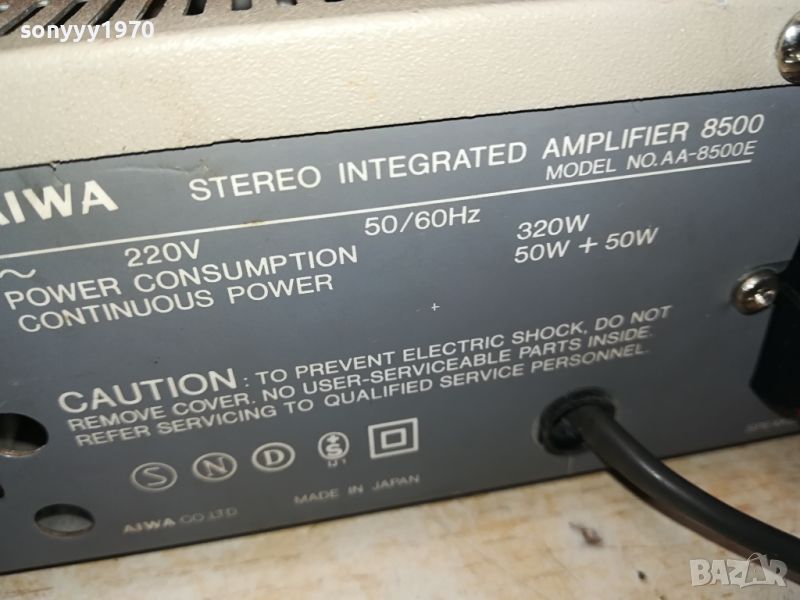 sonyyy1970
AIWA STEREO INTEGRATED AMPLIFIER 8500
MODEL NO. AA-8500E
~ 220V 50/60Hz
POWER CONSUMPTION 320W
CONTINUOUS POWER 50W + 50W
CAUTION : TO PREVENT ELECTRIC SHOCK, DO NOT
REMOVE COVER. NO USER-SERVICEABLE PARTS INSIDE.
REFER SERVICING TO QUALIFIED SERVICE PERSONNEL.
S N D S
AIWA CO.,LTD. MADE IN JAPAN
BAZAR